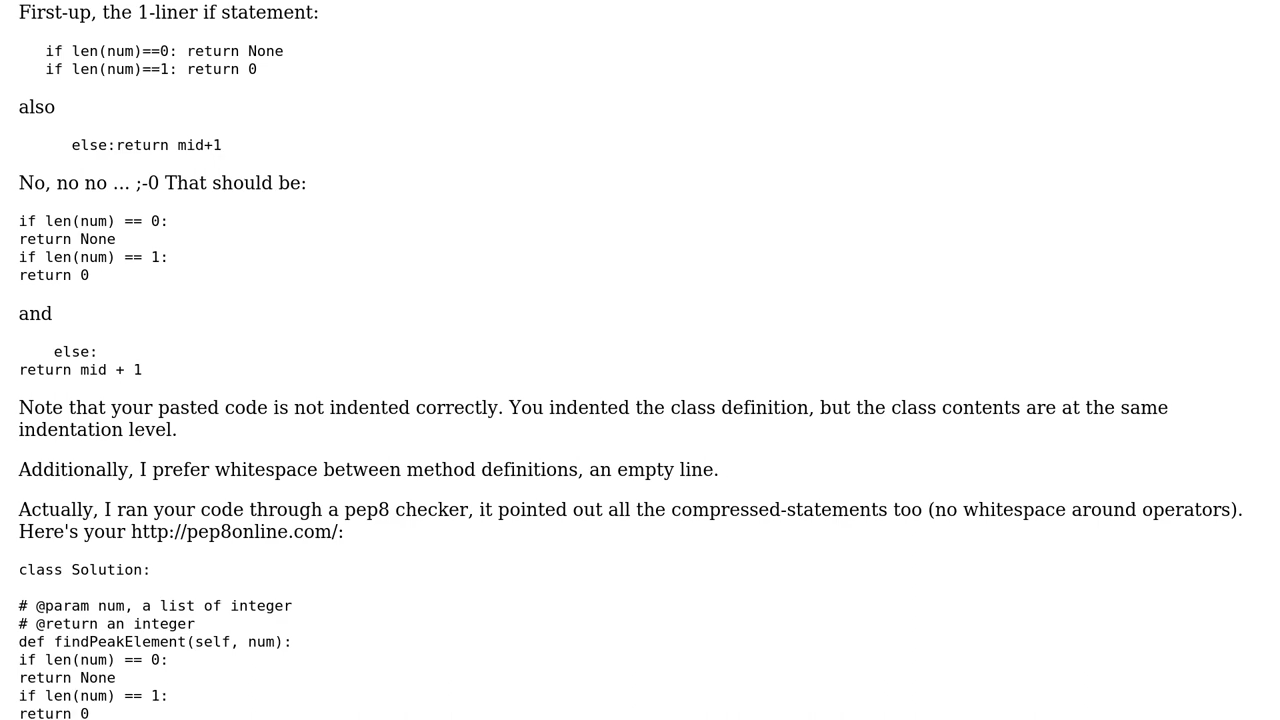 First-up, the 1-liner if statement:
if len(num)==0: return None
if len(num)==1: return 0
also
else:return mid+1
No, no no ... ;-0 That should be:
if len(num) == 0:
return None
if len(num) == 1:
return 0
and
else:
return mid + 1
Note that your pasted code is not indented correctly. You indented the class definition, but the class contents are at the same
indentation level.
Additionally, I prefer whitespace between method definitions, an empty line.
Actually, I ran your code through a pep8 checker, it pointed out all the compressed-statements too (no whitespace around operators).
Here's your http://pep8online.com/:
class Solution:
# @param num, a list of integer
# @return an integer
def findPeakElement(self, num):
if len(num) == 0:
return None
if len(num) == 1:
return 0